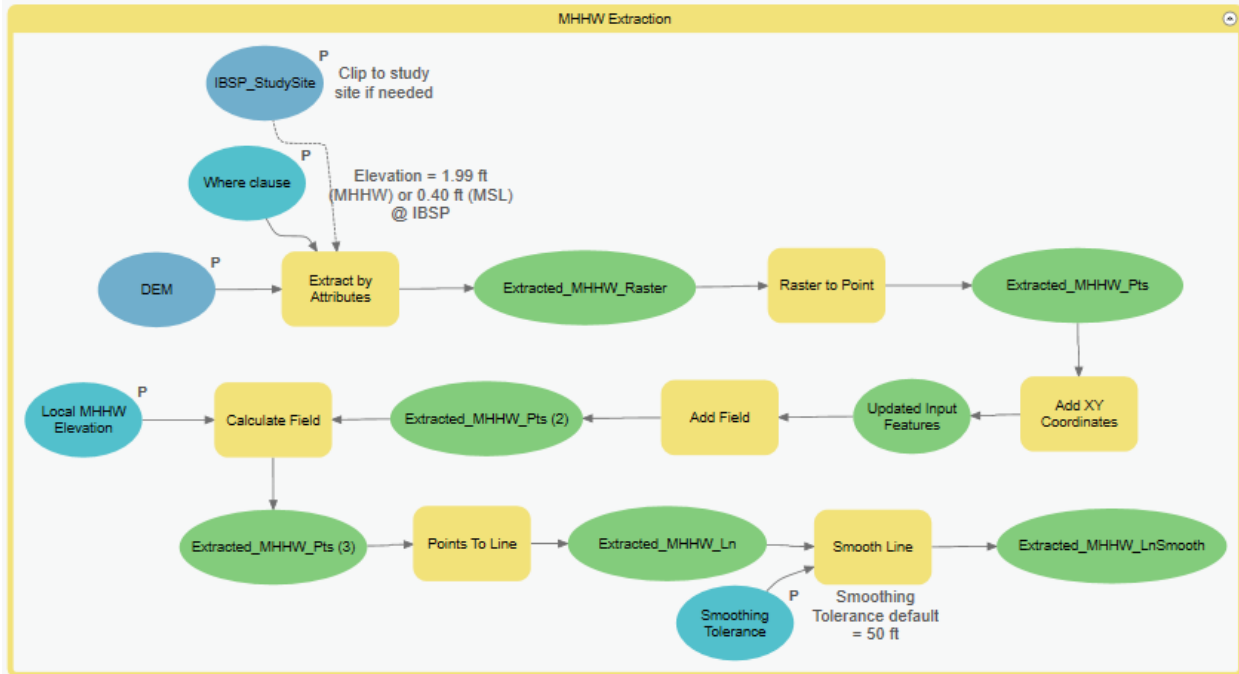 MHHW Extraction
P
IBSP_StudySite
Clip to study
site if needed
P
Where clause
Elevation = 1.99 ft
(MHHW) or 0.40 ft (MSL)
@ IBSP
P
DEM
Extract by
Attributes
Extracted_MHHW_Raster
Raster to Point
Extracted_MHHW_Pts
P
Local MHHW
Elevation
Calculate Field
Extracted_MHHW_Pts (2)
Add Field
Updated Input
Features
Add XY
Coordinates
Extracted_MHHW_Pts (3)
Points To Line
Extracted_MHHW_Ln
Smooth Line
Extracted_MHHW_LnSmooth
P
Smoothing
Tolerance
Smoothing
Tolerance default
= 50 ft